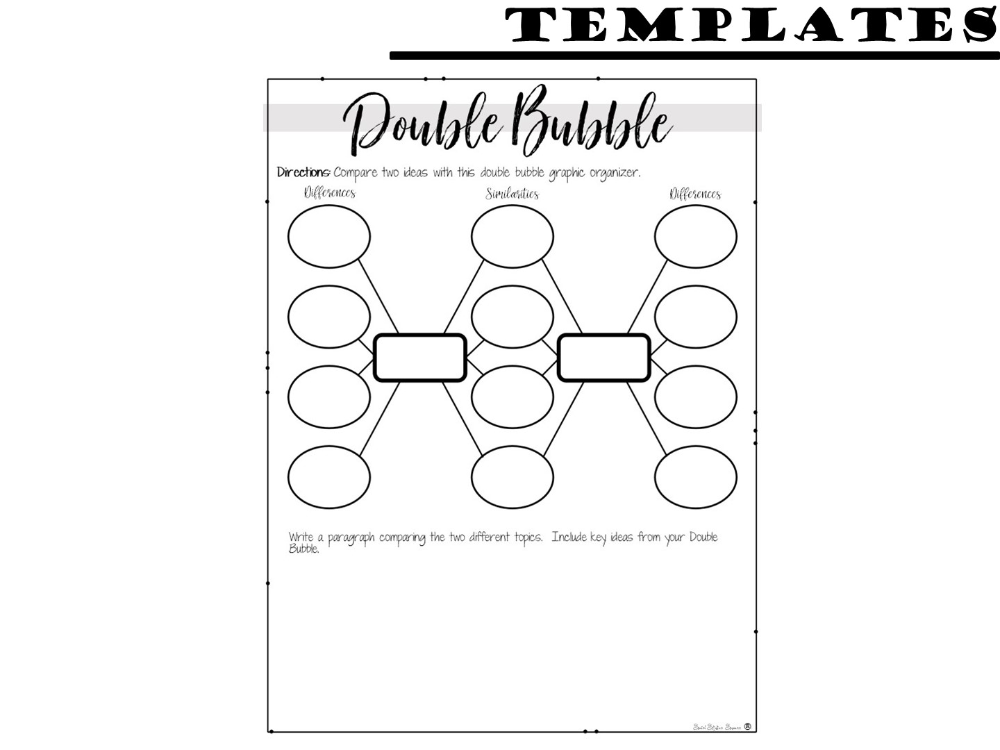 TEMPLATES
Double Bubble
Directions: Compare two ideas with this double bubble graphic organizer.
Differences Similarities Differences
Write a paragraph comparing the two different topics. Include key ideas from your Double
Bubble.
®